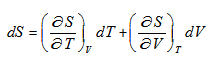 dS = (∂S/∂T)_V dT + (∂S/∂V)_T dV